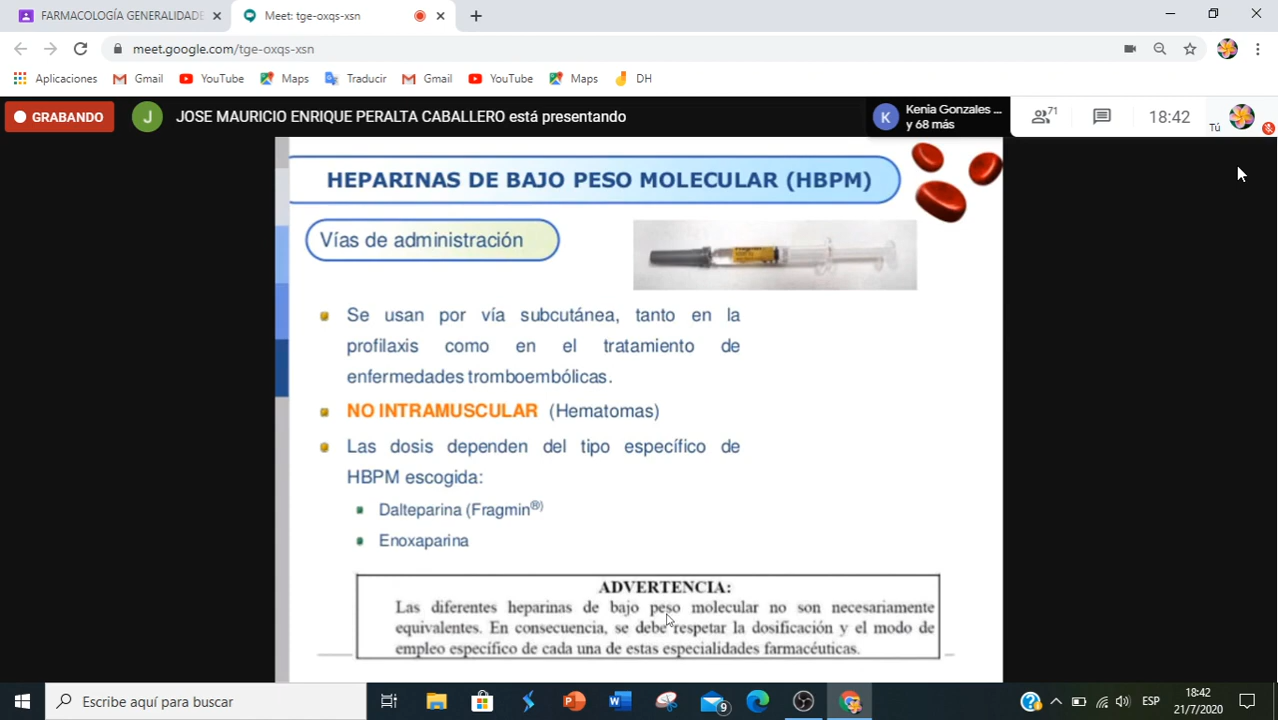 FARMACOLOGÍA GENERALIDADE
Meet: tge-oxqs-xsn
meet.google.com/tge-oxqs-xsn
Aplicaciones Gmail YouTube Maps Traducir Gmail YouTube Maps DH
GRABANDO
J
JOSE MAURICIO ENRIQUE PERALTA CABALLERO está presentando
K
Kenia Gonzales ...
y 68 más
71
18:42
Tú
HEPARINAS DE BAJO PESO MOLECULAR (HBPM)
Vías de administración
Se usan por vía subcutánea, tanto en la
profilaxis como en el tratamiento de
enfermedades tromboembólicas.
NO INTRAMUSCULAR (Hematomas)
Las dosis dependen del tipo específico de
HBPM escogida:
Dalteparina (Fragmin®)
Enoxaparina
ADVERTENCIA:
Las diferentes heparinas de bajo peso molecular no son necesariamente
equivalentes. En consecuencia, se debe respetar la dosificación y el modo de
empleo específico de cada una de estas especialidades farmacéuticas.
Escribe aquí para buscar
9
ESP
18:42
21/7/2020